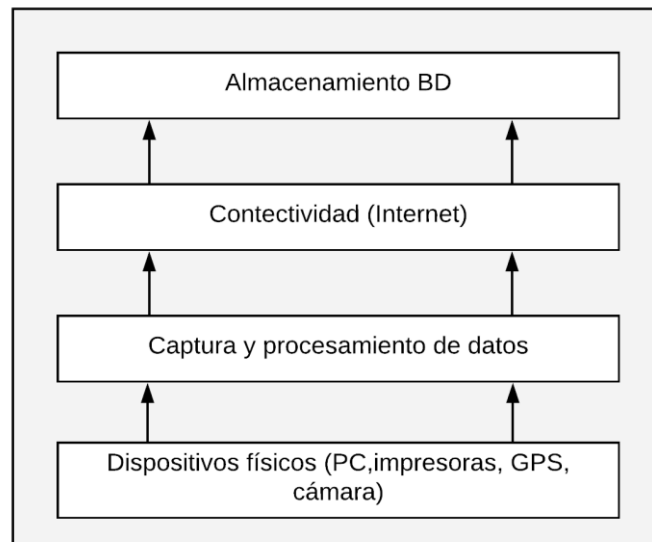 Almacenamiento BD
Contectividad (Internet)
Captura y procesamiento de datos
Dispositivos físicos (PC,impresoras, GPS,
cámara)